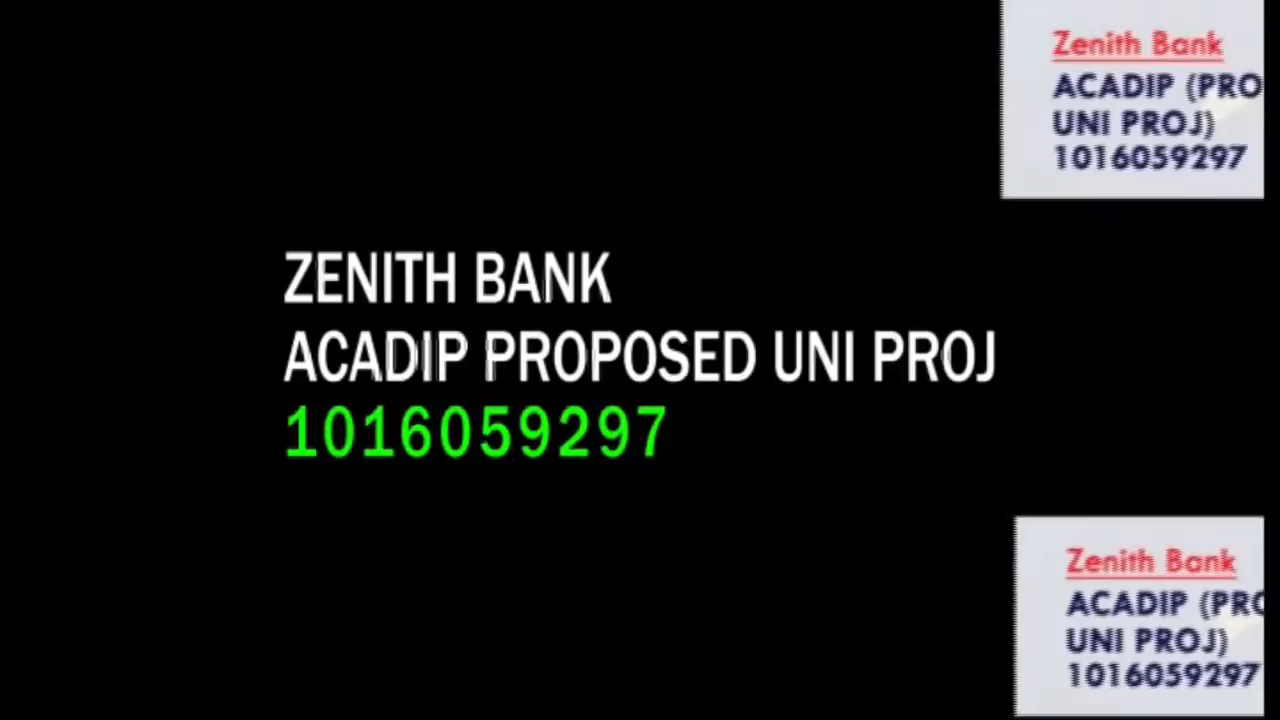 Zenith Bank
ACADIP (PRO
UNI PROJ)
1016059297
ZENITH BANK
ACADIP PROPOSED UNI PROJ
1016059297
Zenith Bank
ACADIP (PRO
UNI PROJ)
1016059297